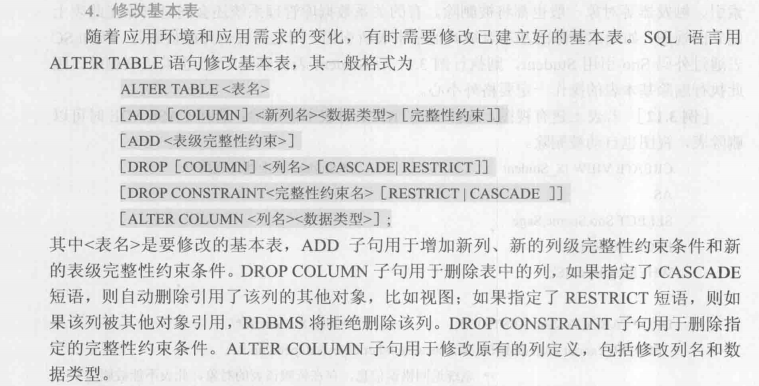 4. 修改基本表
随着应用环境和应用需求的变化，有时需要修改已建立好的基本表。SQL 语言用
ALTER TABLE 语句修改基本表，其一般格式为
ALTER TABLE <表名>
[ADD [COLUMN] <新列名><数据类型> [完整性约束]]
[ADD <表级完整性约束>]
[DROP [COLUMN] <列名> [CASCADE| RESTRICT]]
[DROP CONSTRAINT<完整性约束名> [RESTRICT | CASCADE ]]
[ALTER COLUMN <列名><数据类型>] ;
其中<表名>是要修改的基本表，ADD 子句用于增加新列、新的列级完整性约束条件和新
的表级完整性约束条件。DROP COLUMN 子句用于删除表中的列，如果指定了 CASCADE
短语，则自动删除引用了该列的其他对象，比如视图；如果指定了 RESTRICT 短语，则如
果该列被其他对象引用，RDBMS 将拒绝删除该列。DROP CONSTRAINT 子句用于删除指
定的完整性约束条件。ALTER COLUMN 子句用于修改原有的列定义，包括修改列名和数
据类型。